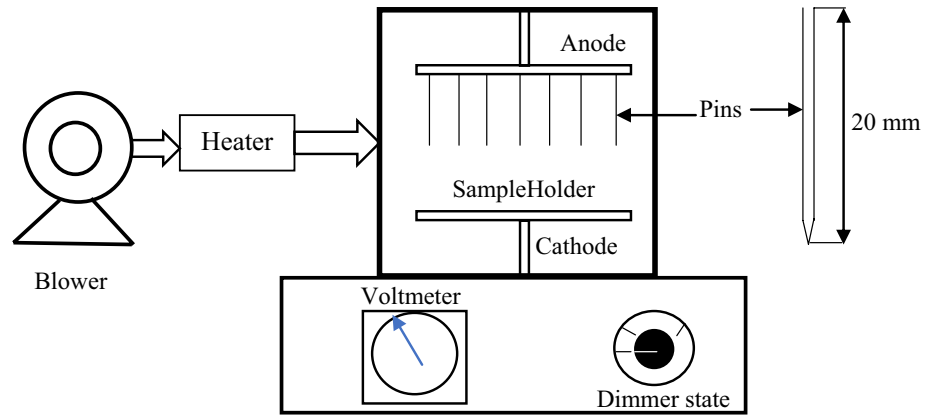 Anode
Pins
20 mm
Heater
SampleHolder
Cathode
Blower
Voltmeter
Dimmer state